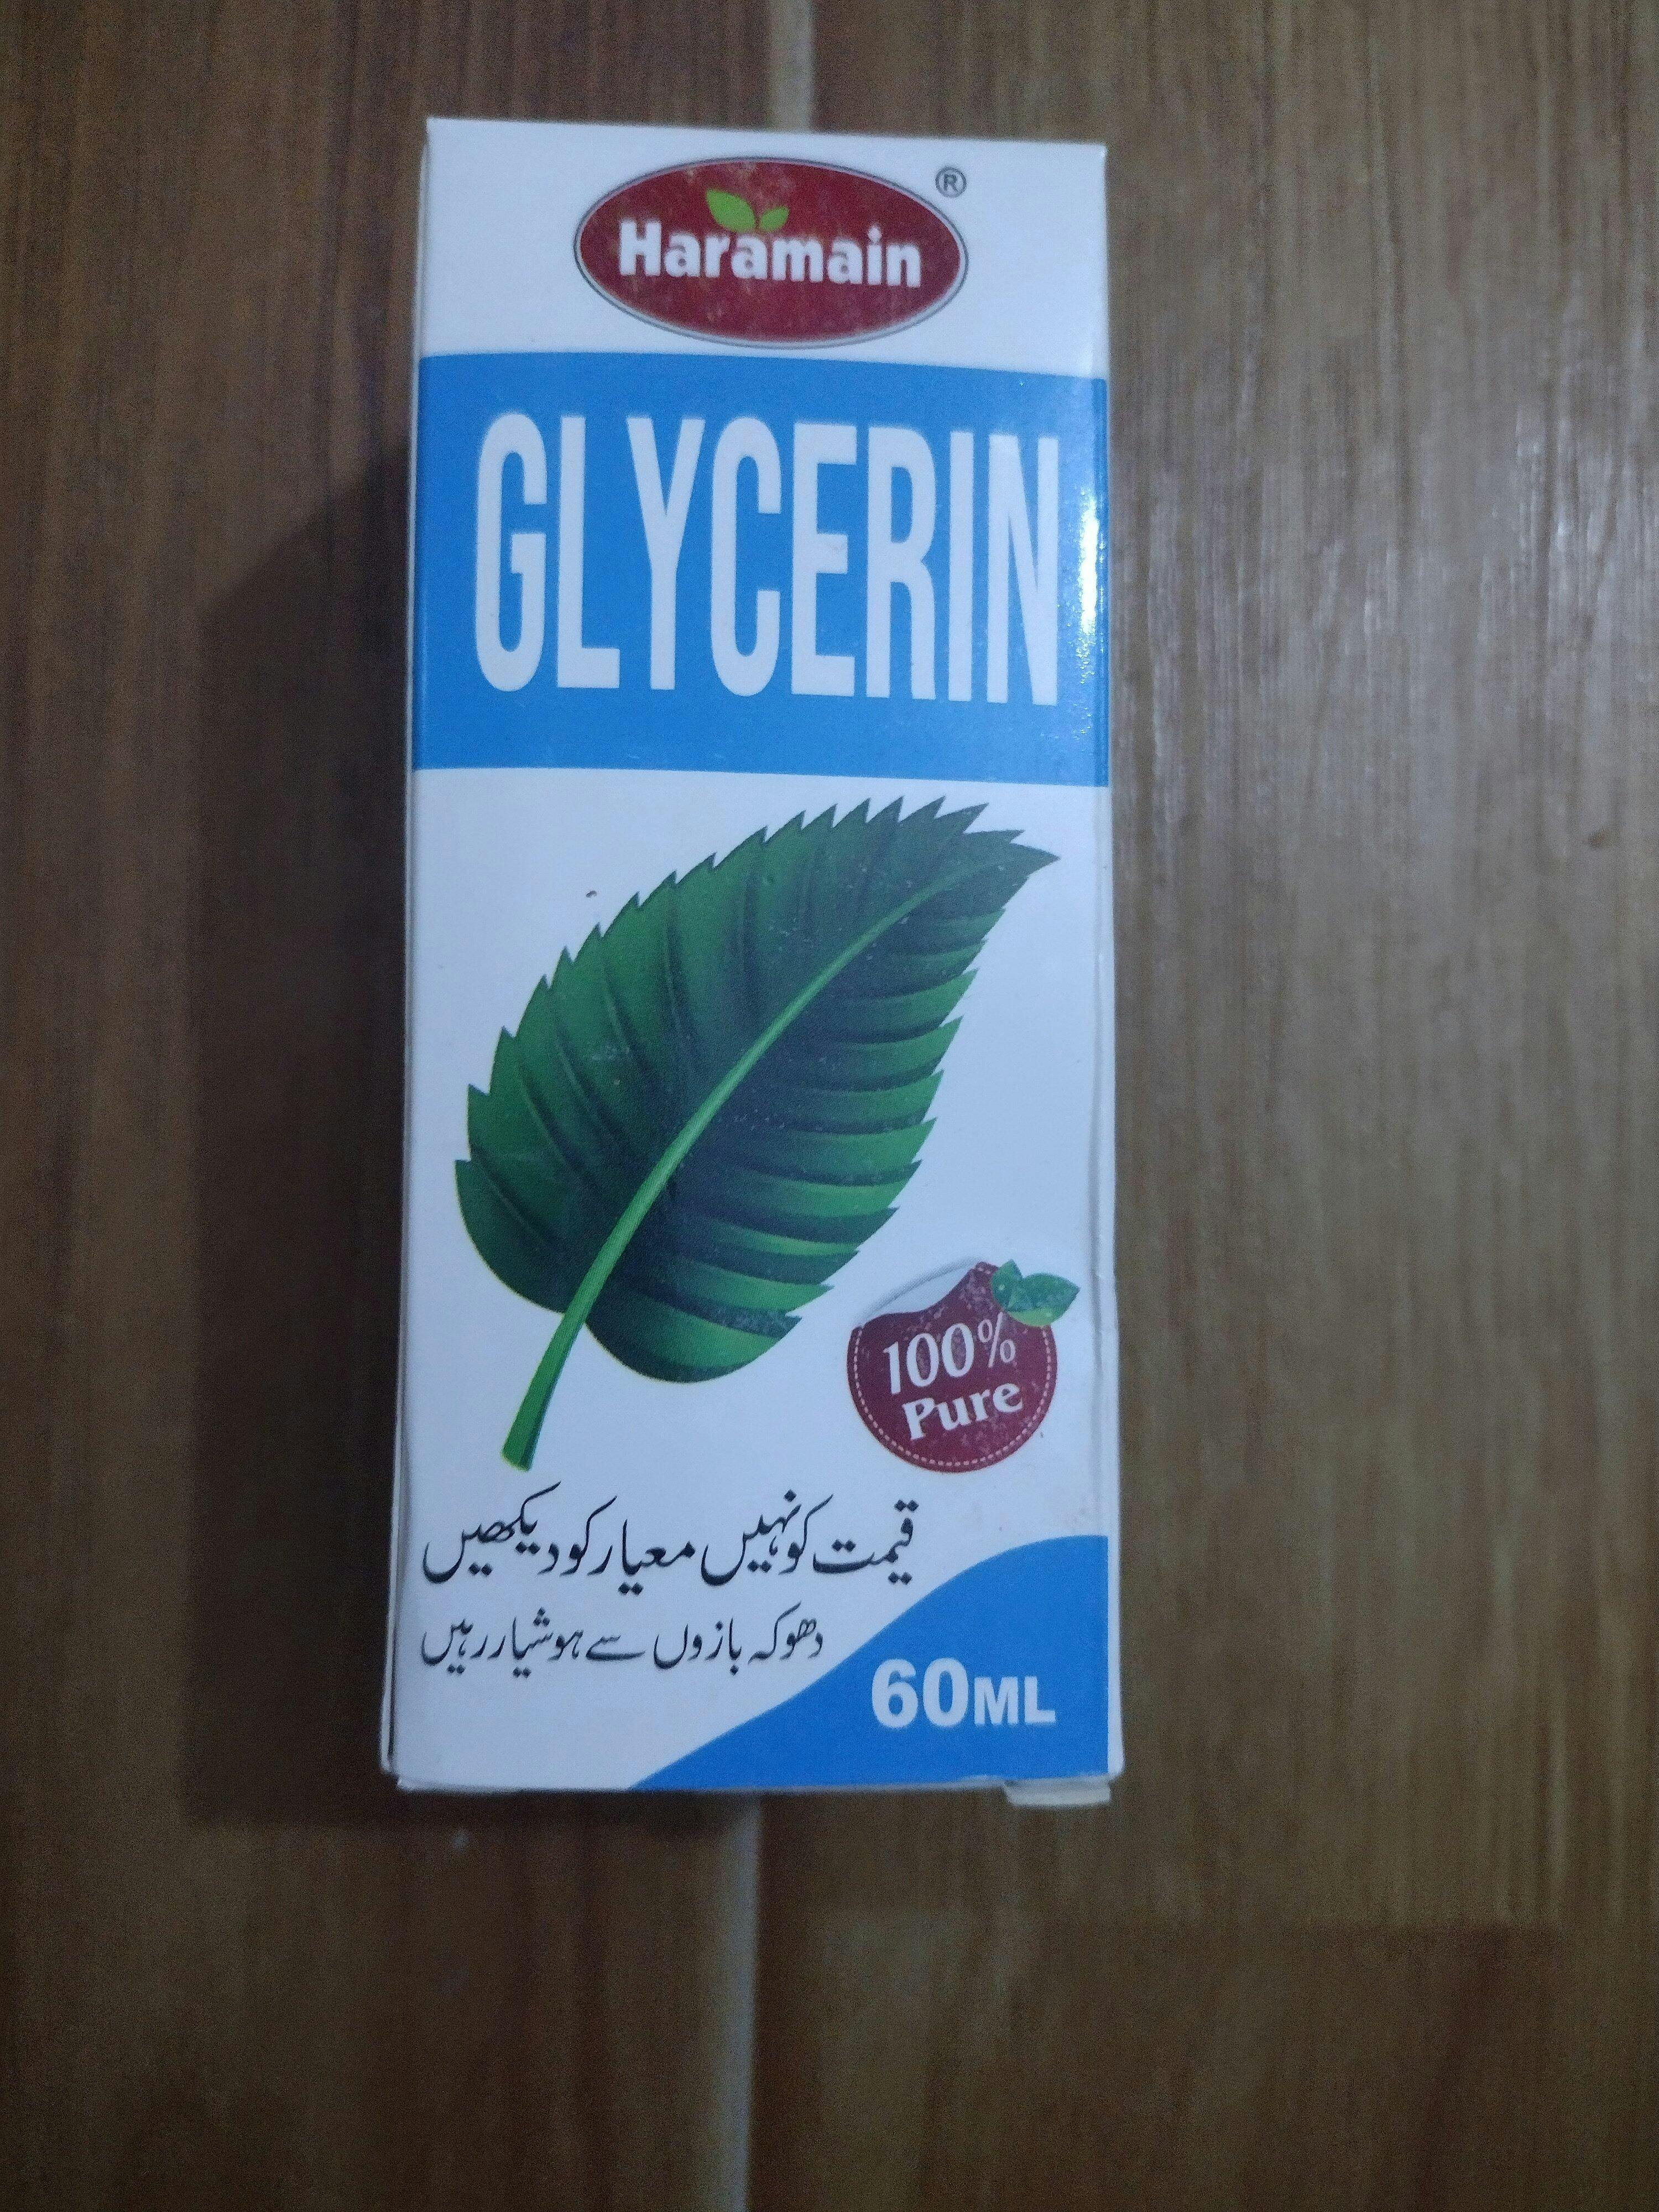 Haramain
®
GLYCERIN
100%
Pure
قیمت کو نہیں معیار کو دیکھیں
دھوکہ بازوں سے ہوشیار رہیں
60ML